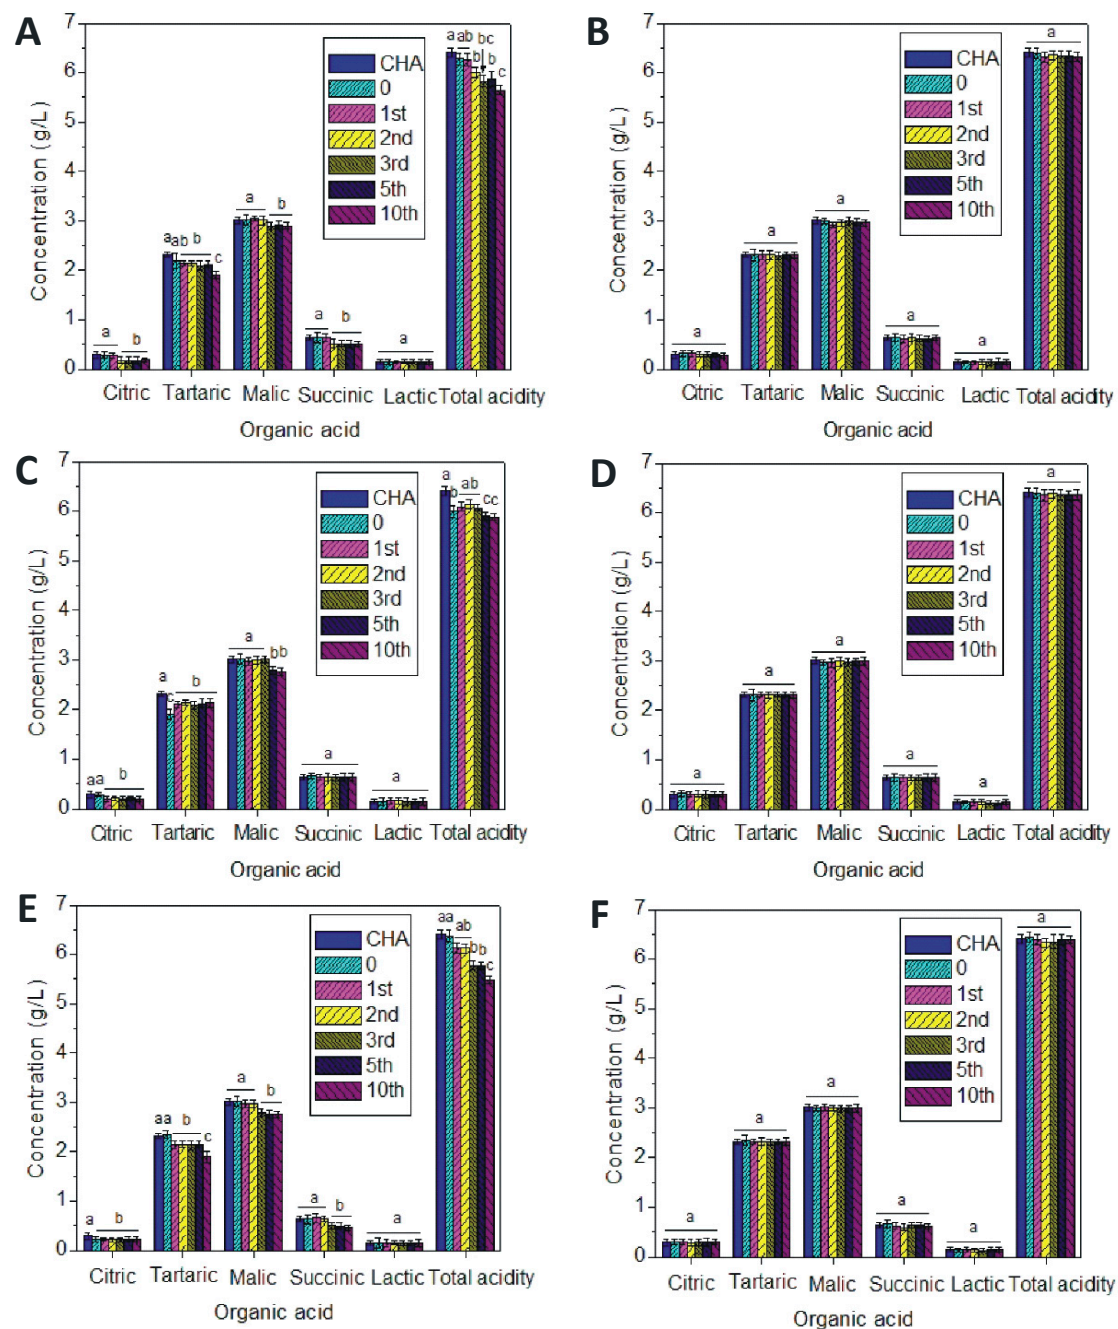 A
Concentration (g/L)
7
6
5
4
3
2
1
0
CHA
0
1st
2nd
3rd
5th
10th
a ab bc
b b c
a ab b
c
a b
a b
a b
a
Citric Tartaric Malic Succinic Lactic Total acidity
Organic acid
B
Concentration (g/L)
7
6
5
4
3
2
1
0
CHA
0
1st
2nd
3rd
5th
10th
a
a
a
a
a
a
Citric Tartaric Malic Succinic Lactic Total acidity
Organic acid
C
Concentration (g/L)
7
6
5
4
3
2
1
0
CHA
0
1st
2nd
3rd
5th
10th
a ab
b cc
a bb
a b
c
a
aa b a
Citric Tartaric Malic Succinic Lactic Total acidity
Organic acid
D
Concentration (g/L)
7
6
5
4
3
2
1
0
CHA
0
1st
2nd
3rd
5th
10th
a
a
a
a
a
a
Citric Tartaric Malic Succinic Lactic Total acidity
Organic acid
E
Concentration (g/L)
7
6
5
4
3
2
1
0
CHA
0
1st
2nd
3rd
5th
10th
aa ab
bb
c
a b
aa b c
a b
a b a
Citric Tartaric Malic Succinic Lactic Total acidity
Organic acid
F
Concentration (g/L)
7
6
5
4
3
2
1
0
CHA
0
1st
2nd
3rd
5th
10th
a
a
a
a
a
a
Citric Tartaric Malic Succinic Lactic Total acidity
Organic acid